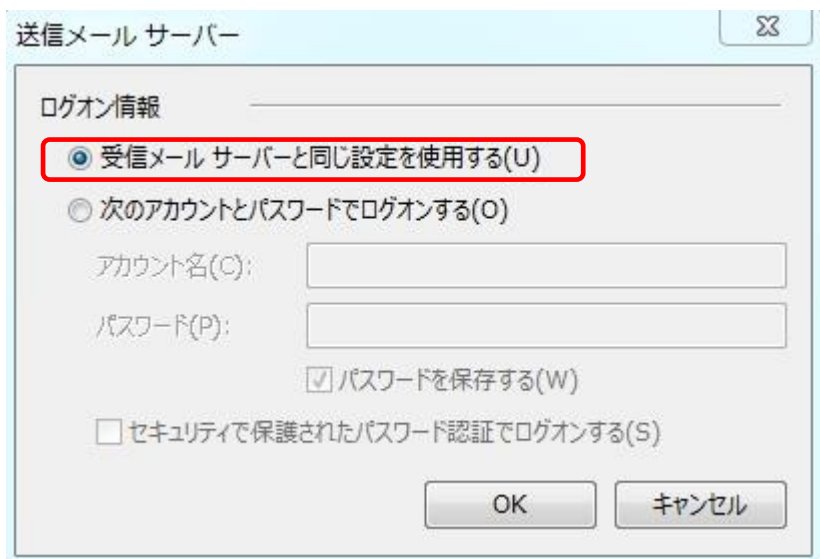 送信メール サーバー
ログオン情報
受信メール サーバーと同じ設定を使用する(U)
次のアカウントとパスワードでログオンする(O)
アカウント名(C):
パスワード(P):
パスワードを保存する(W)
セキュリティで保護されたパスワード認証でログオンする(S)
OK キャンセル